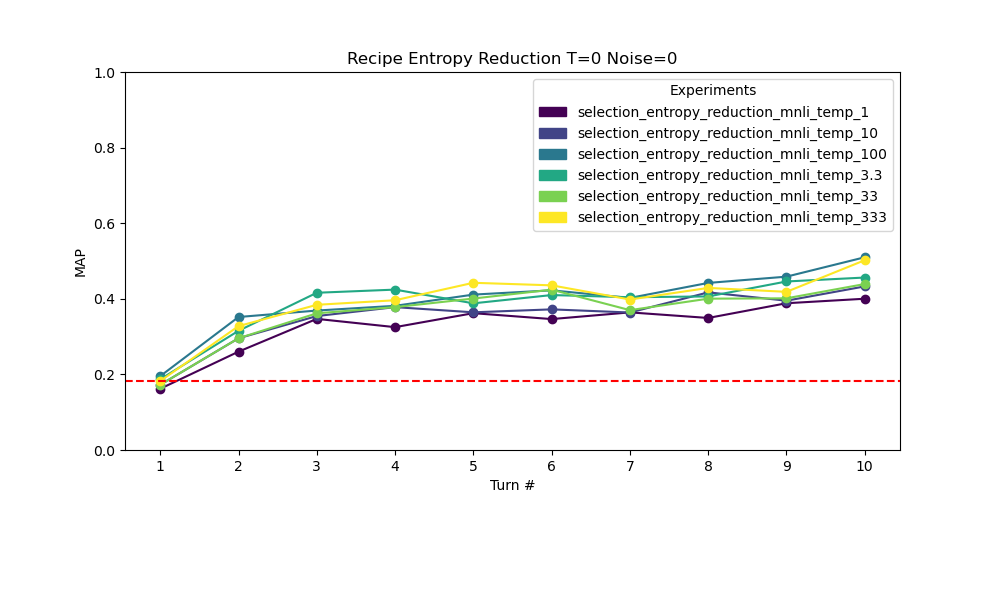 Recipe Entropy Reduction T=0 Noise=0
1.0
0.8
0.6
0.4
0.2
0.0
MAP
Experiments
selection_entropy_reduction_mnli_temp_1
selection_entropy_reduction_mnli_temp_10
selection_entropy_reduction_mnli_temp_100
selection_entropy_reduction_mnli_temp_3.3
selection_entropy_reduction_mnli_temp_33
selection_entropy_reduction_mnli_temp_333
1 2 3 4 5 6 7 8 9 10
Turn #